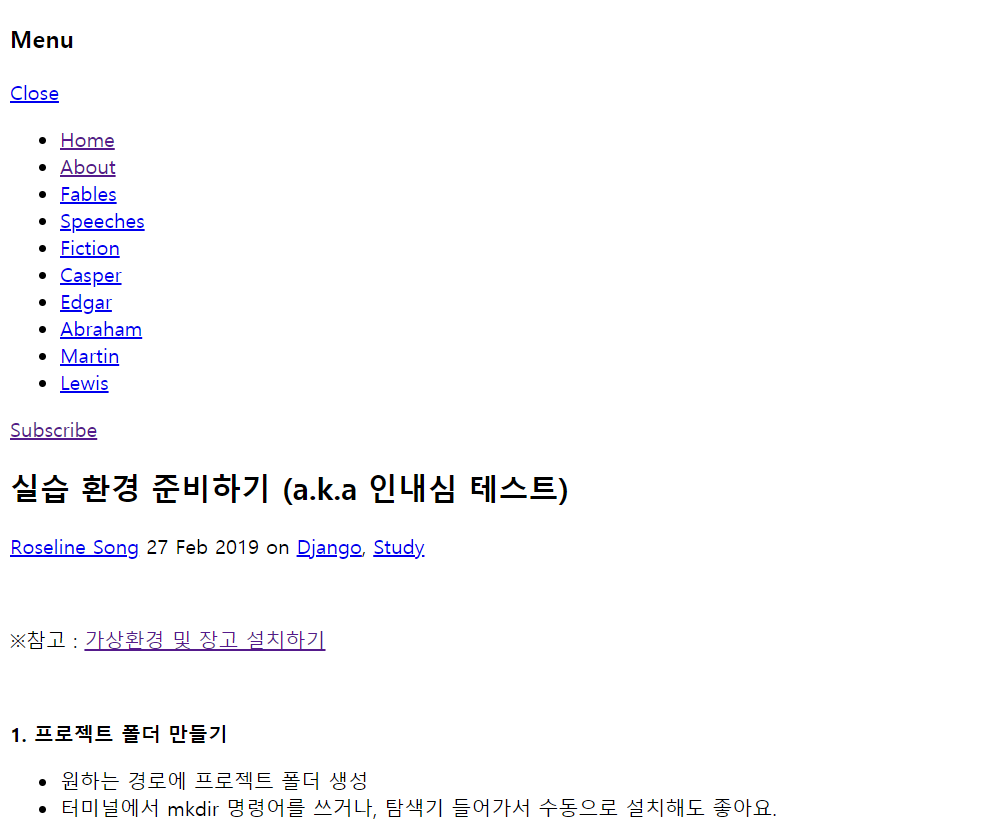 Menu
Close
Home
About
Fables
Speeches
Fiction
Casper
Edgar
Abraham
Martin
Lewis
Subscribe
실습 환경 준비하기 (a.k.a 인내심 테스트)
Roseline Song 27 Feb 2019 on Django, Study
※참고 : 가상환경 및 장고 설치하기
1. 프로젝트 폴더 만들기
원하는 경로에 프로젝트 폴더 생성
터미널에서 mkdir 명령어를 쓰거나, 탐색기 들어가서 수동으로 설치해도 좋아요.